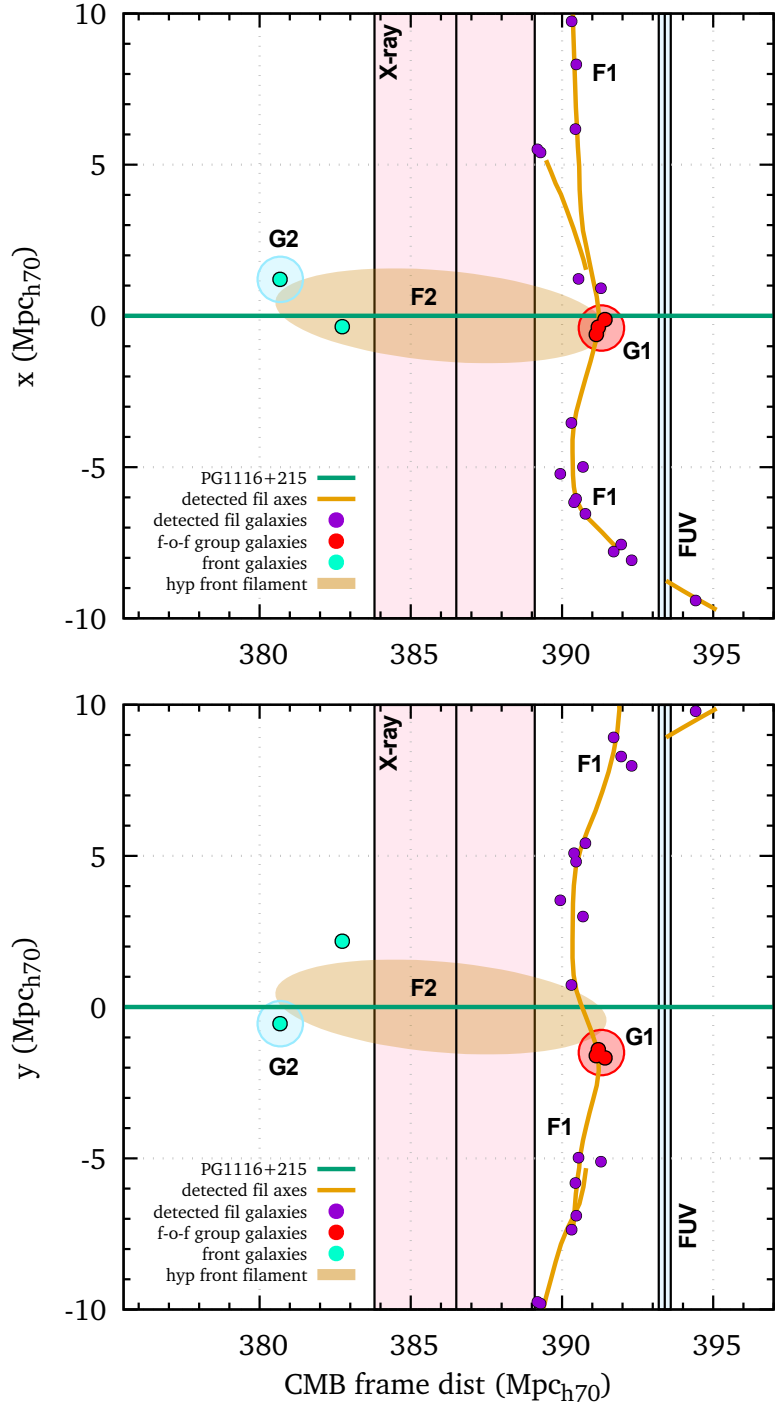 10
X-ray
F1
5
G2
F2
x (Mpc_h70)
0
G1
-5
PG1116+215
F1
detected fil axes
detected fil galaxies
f-o-f group galaxies
FUV
front galaxies
hyp front filament
-10
380 385 390 395
10
X-ray
F1
5
F2
y (Mpc_h70)
0
G1
G2
F1
-5
PG1116+215
detected fil axes
detected fil galaxies
FUV
f-o-f group galaxies
front galaxies
hyp front filament
-10
380 385 390 395
CMB frame dist (Mpc_h70)